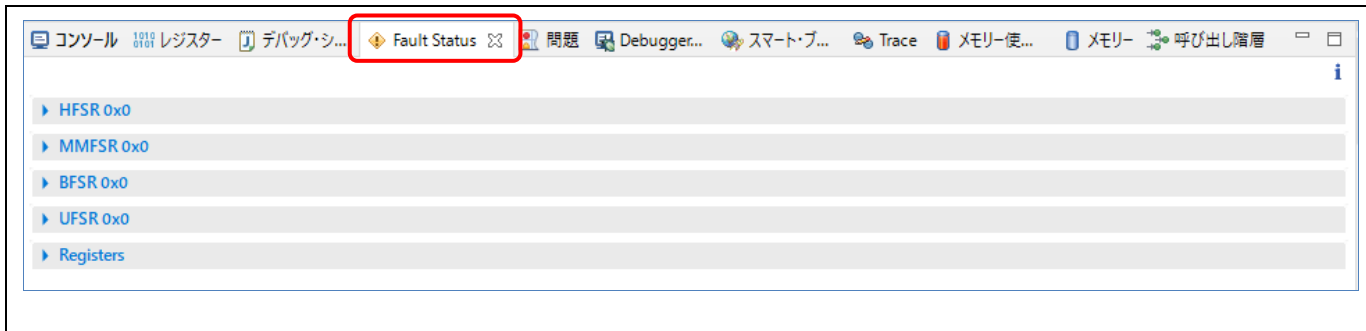 コンソール レジスター デバッグ・シ... Fault Status 問題 Debugger... スマート・ブ... Trace メモリー使... メモリー 呼び出し階層
HFSR 0x0
MMFSR 0x0
BFSR 0x0
UFSR 0x0
Registers